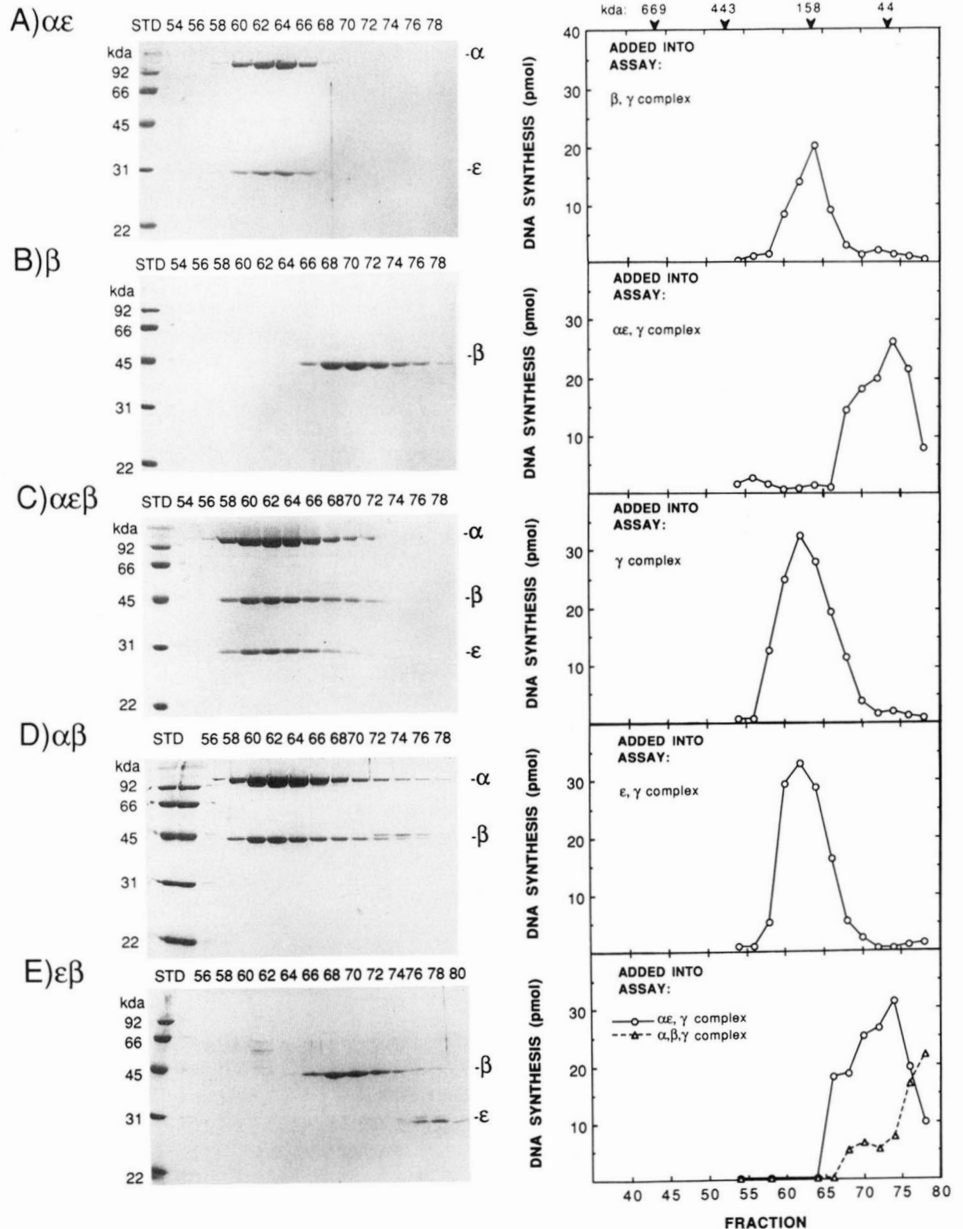 A)αε
STD 54 56 58 60 62 64 66 68 70 72 74 76 78
kda
92
66
45
31
22
-α
-ε
B)β
STD 54 56 58 60 62 64 66 68 70 72 74 76 78
kda
92
66
45
31
22
-β
C)αεβ
STD 54 56 58 60 62 64 66 6870 72 74 76 78
kda
92
66
45
31
22
-α
-β
-ε
D)αβ
STD 56 58 60 62 64 66 6870 72 74 76 78
kda
92
66
45
31
22
-α
-β
E)εβ
STD 56 58 60 62 64 66 68 70 72 7476 78 80
kda
92
66
45
31
22
-β
-ε
kda: 669 443 158 44
DNA SYNTHESIS (pmol)
40
30
20
10
ADDED INTO
ASSAY:
β, γ complex
DNA SYNTHESIS (pmol)
30
20
10
ADDED INTO
ASSAY:
αε, γ complex
DNA SYNTHESIS (pmol)
30
20
10
ADDED INTO
ASSAY:
γ complex
DNA SYNTHESIS (pmol)
30
20
10
ADDED INTO
ASSAY:
ε, γ complex
DNA SYNTHESIS (pmol)
30
20
10
ADDED INTO
ASSAY:
αε, γ complex
α,β,γ complex
40 45 50 55 60 65 70 75 80
FRACTION